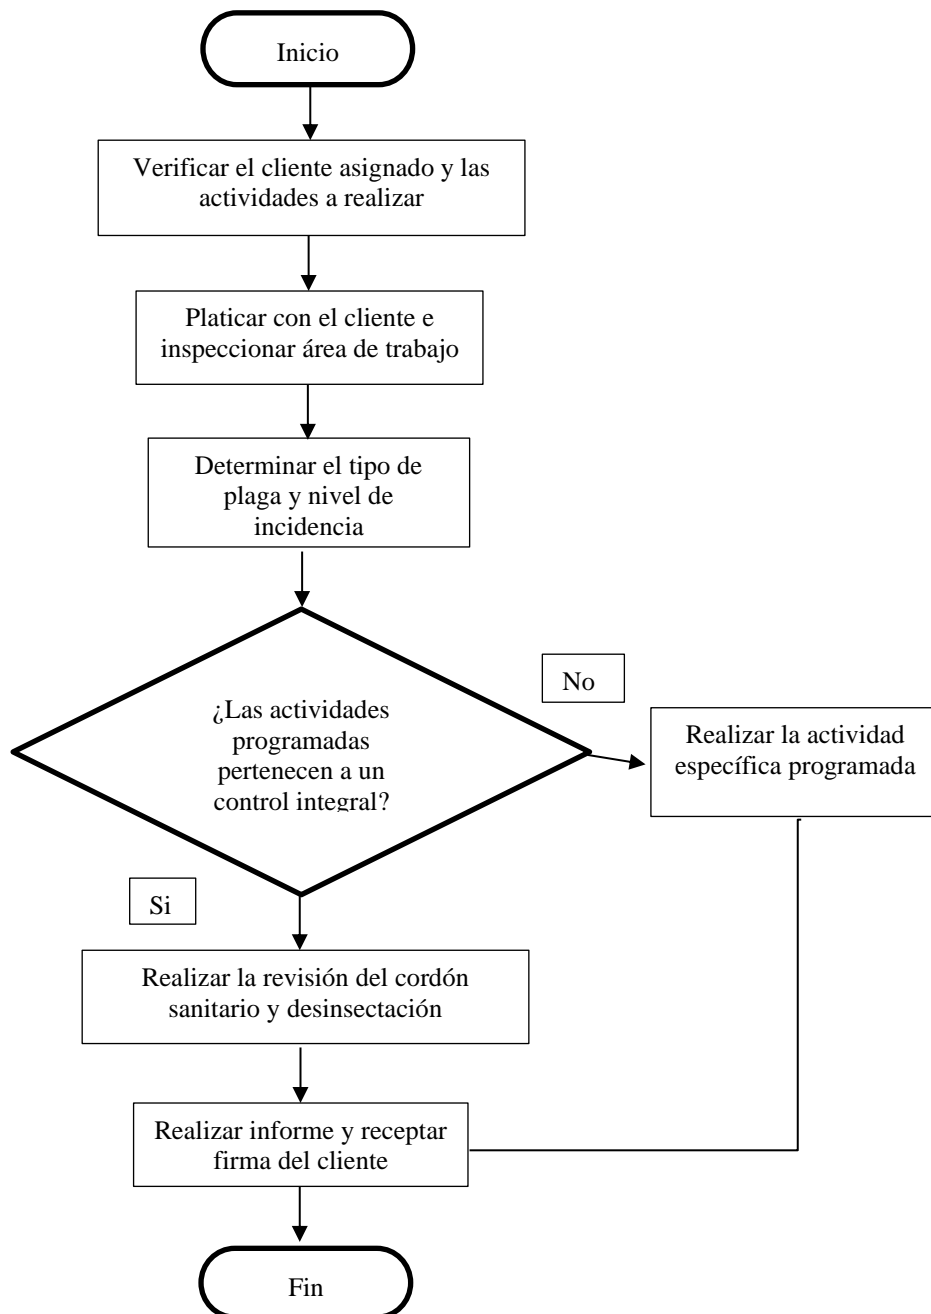 Inicio
Verificar el cliente asignado y las
actividades a realizar
Platicar con el cliente e
inspeccionar área de trabajo
Determinar el tipo de
plaga y nivel de
incidencia
¿Las actividades
programadas
pertenecen a un
control integral?
No
Realizar la actividad
específica programada
Si
Realizar la revisión del cordón
sanitario y desinsectación
Realizar informe y receptar
firma del cliente
Fin